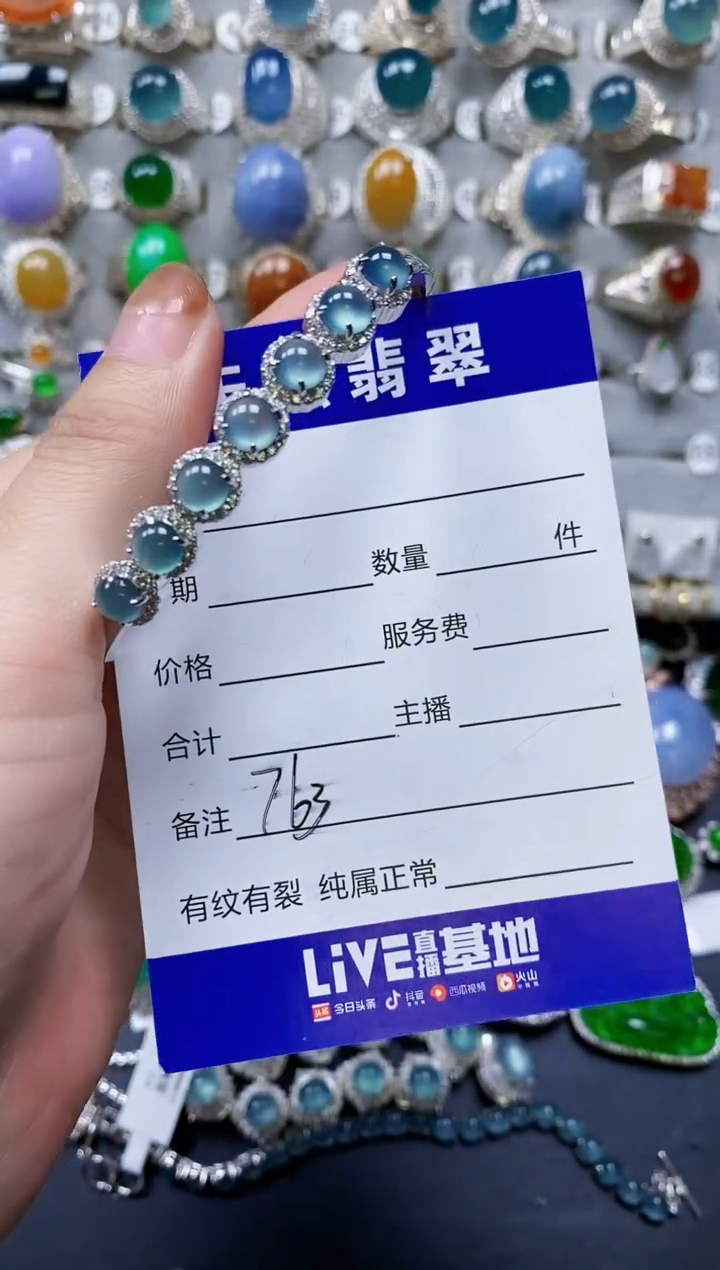 翡翠
期 数量 件
价格 服务费
合计 主播
备注 763
有纹有裂 纯属正常
LiVE直播基地
头条 今日头条 抖音 西瓜视频 火山